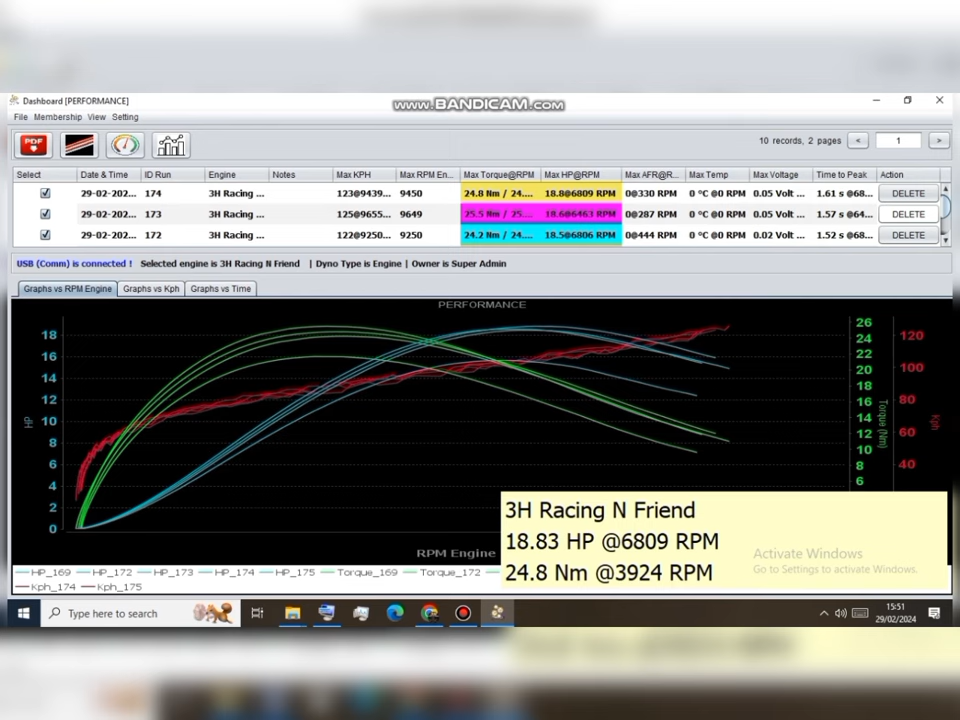 Dashboard [PERFORMANCE]
www.BANDICAM.com
File Membership View Setting
PDF
10 records, 2 pages < 1 >
Select Date & Time ID Run Engine Notes Max KPH Max RPM En... Max Torque@RPM Max HP@RPM Max AFR@R... Max Temp Max Voltage Time to Peak Action
29-02-202... 174 3H Racing ... 123@9439... 9450 24.8 Nm / 24.... 18.8@6809 RPM 0@330 RPM 0 °C @0 RPM 0.05 Volt ... 1.61 s @68... DELETE
29-02-202... 173 3H Racing ... 125@9655... 9649 25.5 Nm / 25.... 18.6@6463 RPM 0@287 RPM 0 °C @0 RPM 0.05 Volt ... 1.57 s @64... DELETE
29-02-202... 172 3H Racing ... 122@9250... 9250 24.2 Nm / 24.... 18.5@6806 RPM 0@444 RPM 0 °C @0 RPM 0.02 Volt ... 1.52 s @68... DELETE
USB (Comm) is connected ! Selected engine is 3H Racing N Friend | Dyno Type is Engine | Owner is Super Admin
Graphs vs RPM Engine Graphs vs Kph Graphs vs Time
PERFORMANCE
18 16 14 12 10 8 6 4 2 0
HP
26 24 22 20 18 16 14 12 10 8 6
Torque (Nm)
120 100 80 60 40
Kph
3H Racing N Friend
18.83 HP @6809 RPM
24.8 Nm @3924 RPM
RPM Engine
Activate Windows
Go to Settings to activate Windows.
HP_169 HP_172 HP_173 HP_174 HP_175 Torque_169 Torque_172
Kph_174 Kph_175
Type here to search
15:51
29/02/2024